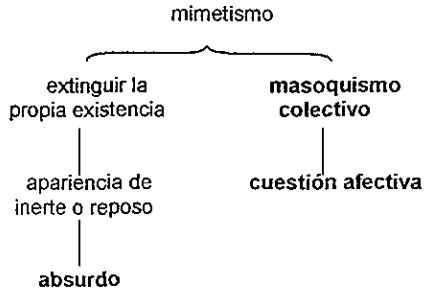 mimetismo
extinguir la
propia existencia
masoquismo
colectivo
apariencia de
inerte o reposo
cuestión afectiva
absurdo